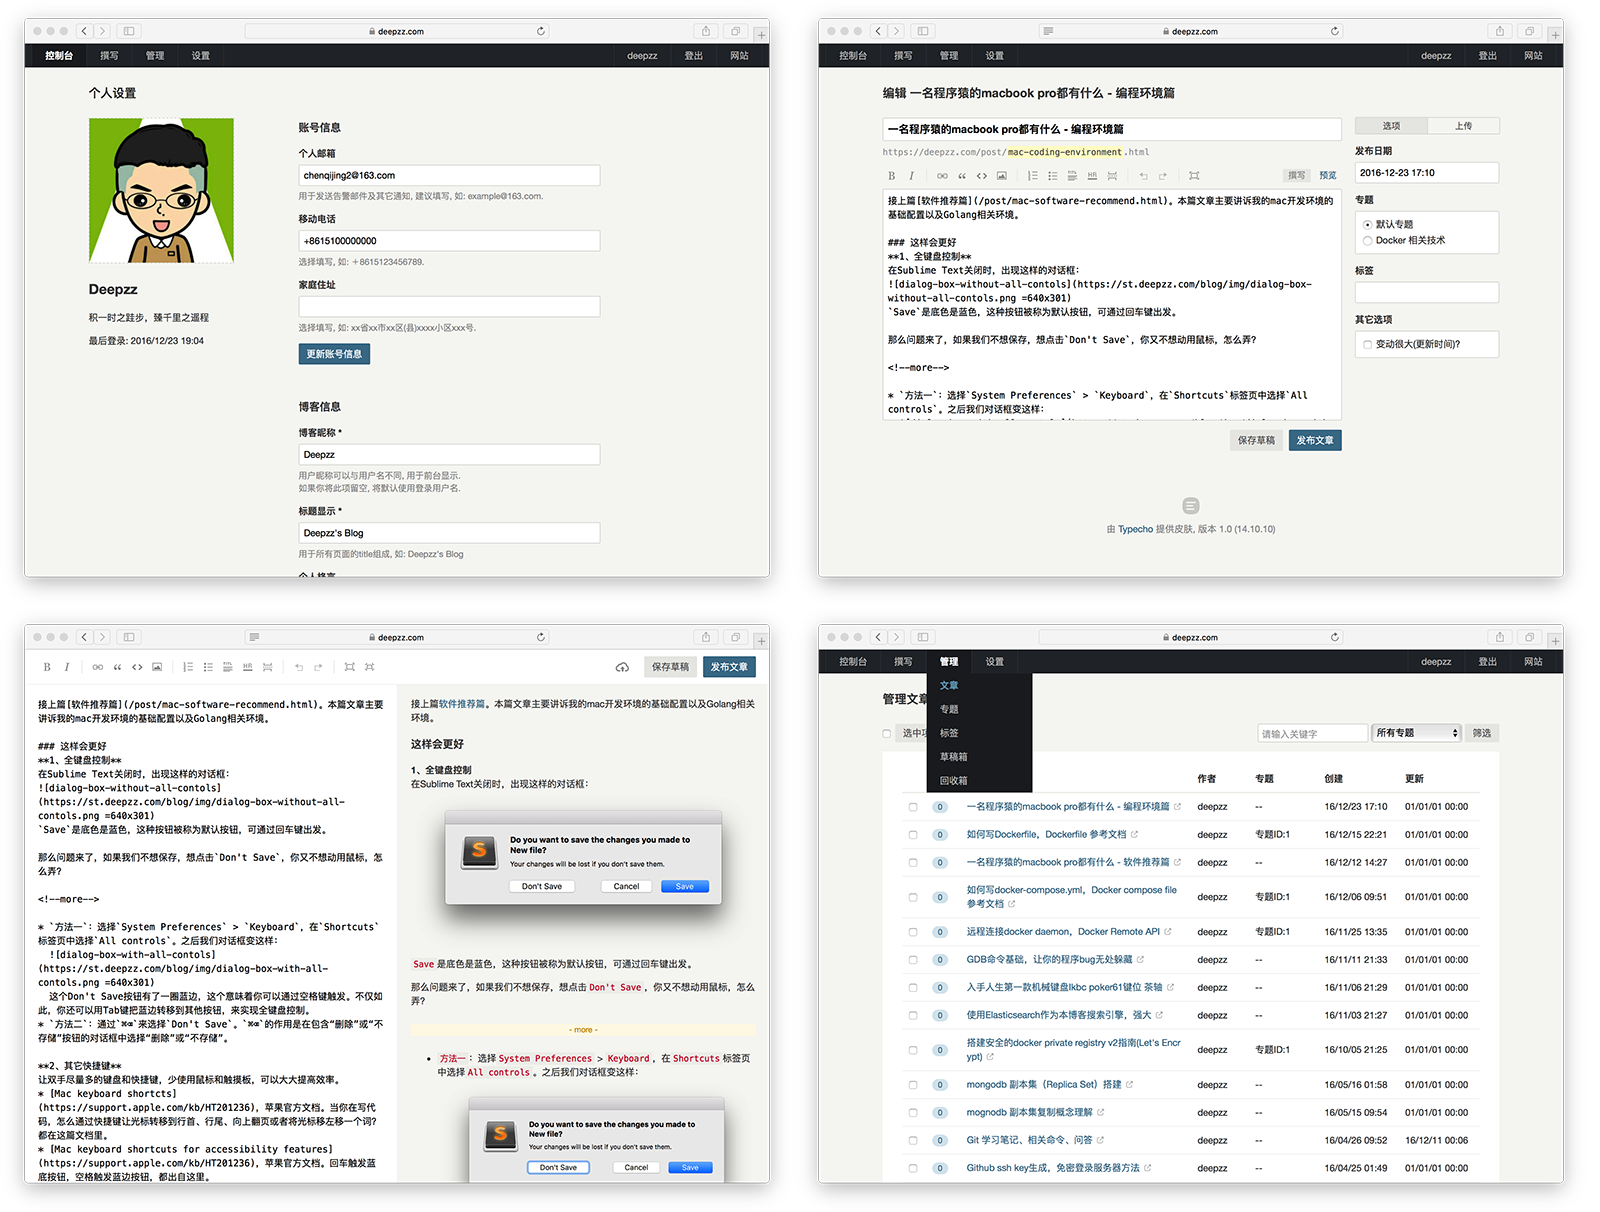 deepzz.com
控制台 撰写 管理 设置 deepzz 登出 网站
个人设置
Deepzz
积一时之跬步，臻千里之遥程
最后登录: 2016/12/23 19:04
账号信息
个人邮箱
chenqijing2@163.com
用于发送告警邮件及其它通知, 建议填写, 如: example@163.com.
移动电话
+8615100000000
选择填写, 如: ＋8615123456789.
家庭住址
选择填写, 如: xx省xx市xx区(县)xxxx小区xxx号.
更新账号信息
博客信息
博客昵称 *
Deepzz
用户昵称可以与用户名不同, 用于前台显示.
如果你将此项留空, 将默认使用登录用户名.
标题显示 *
Deepzz's Blog
用于所有页面的title组成, 如: Deepzz's Blog
个人格言
deepzz.com
控制台 撰写 管理 设置 deepzz 登出 网站
编辑 一名程序猿的macbook pro都有什么 - 编程环境篇
一名程序猿的macbook pro都有什么 - 编程环境篇
https://deepzz.com/post/mac-coding-environment.html
B I HR 撰写 预览
接上篇[软件推荐篇](/post/mac-software-recommend.html)。本篇文章主要讲诉我的mac开发环境的
基础配置以及Golang相关环境。
### 这样会更好
**1、全键盘控制**
在Sublime Text关闭时，出现这样的对话框：
![dialog-box-without-all-contols](https://st.deepzz.com/blog/img/dialog-box-
without-all-contols.png =640x301)
`Save`是底色是蓝色，这种按钮被称为默认按钮，可通过回车键出发。
那么问题来了，如果我们不想保存，想点击`Don't Save`，你又不想动用鼠标，怎么弄？
<!--more-->
* `方法一`：选择`System Preferences` > `Keyboard`，在`Shortcuts`标签页中选择`All
controls`。之后我们对话框变这样：
保存草稿 发布文章
选项 上传
发布日期
2016-12-23 17:10
专题
默认专题
Docker 相关技术
标签
其它选项
变动很大(更新时间)?
由 Typecho 提供皮肤, 版本 1.0 (14.10.10)
deepzz.com
B I HR 保存草稿 发布文章
接上篇[软件推荐篇](/post/mac-software-recommend.html)。本篇文章主要
讲诉我的mac开发环境的基础配置以及Golang相关环境。
### 这样会更好
**1、全键盘控制**
在Sublime Text关闭时，出现这样的对话框：
![dialog-box-without-all-contols]
(https://st.deepzz.com/blog/img/dialog-box-without-all-
contols.png =640x301)
`Save`是底色是蓝色，这种按钮被称为默认按钮，可通过回车键出发。
那么问题来了，如果我们不想保存，想点击`Don't Save`，你又不想动用鼠标，怎
么弄？
<!--more-->
* `方法一`：选择`System Preferences` > `Keyboard`，在`Shortcuts`
标签页中选择`All controls`。之后我们对话框变这样：
![dialog-box-with-all-contols]
(https://st.deepzz.com/blog/img/dialog-box-with-all-
contols.png =640x301)
这个Don't Save按钮有了一圈蓝边，这个意味着你可以通过空格键触发。不仅如
此，你还可以用Tab键把蓝边转移到其他按钮，来实现全键盘控制。
* `方法二`：通过`⌘⌫`来选择`Don't Save`。`⌘⌫`的作用是在包含“删除”或“不
存储”按钮的对话框中选择“删除”或“不存储”。
**2、其它快捷键**
让双手尽量多的键盘和快捷键，少使用鼠标和触摸板，可以大大提高效率。
* [Mac keyboard shortcts]
(https://support.apple.com/kb/HT201236)，苹果官方文档。当你在写代
码，怎么通过快捷键让光标转移到行首、行尾、向上翻页或者将光标移左移一个词？
都在这篇文档里。
* [Mac keyboard shortcuts for accessibility features]
(https://support.apple.com/kb/HT201236)，苹果官方文档。回车触发蓝
底按钮，空格触发蓝边按钮，都出自这里。
接上篇软件推荐篇。本篇文章主要讲诉我的mac开发环境的基础配置以及Golang相关
环境。
这样会更好
1、全键盘控制
在Sublime Text关闭时，出现这样的对话框：
Do you want to save the changes you made to
New file?
Your changes will be lost if you don't save them.
Don't Save Cancel Save
Save 是底色是蓝色，这种按钮被称为默认按钮，可通过回车键出发。
那么问题来了，如果我们不想保存，想点击 Don't Save ，你又不想动用鼠标，怎么
弄？
- more -
• 方法一 ：选择 System Preferences > Keyboard ，在 Shortcuts 标签页
中选择 All controls 。之后我们对话框变这样：
Do you want to save the changes you made to
New file?
Your changes will be lost if you don't save them.
Don't Save Cancel Save
deepzz.com
控制台 撰写 管理 设置 deepzz 登出 网站
文章
专题
标签
草稿箱
回收箱
管理文章
选中项 请输入关键字 所有专题 筛选
作者 专题 创建 更新
0 一名程序猿的macbook pro都有什么 - 编程环境篇 deepzz -- 16/12/23 17:10 01/01/01 00:00
0 如何写Dockerfile，Dockerfile 参考文档 deepzz 专题ID:1 16/12/15 22:21 01/01/01 00:00
0 一名程序猿的macbook pro都有什么 - 软件推荐篇 deepzz -- 16/12/12 14:27 01/01/01 00:00
0 如何写docker-compose.yml，Docker compose file
参考文档 deepzz 专题ID:1 16/12/06 09:51 01/01/01 00:00
0 远程连接docker daemon，Docker Remote API deepzz 专题ID:1 16/11/25 13:35 01/01/01 00:00
0 GDB命令基础，让你的程序bug无处躲藏 deepzz -- 16/11/11 21:33 01/01/01 00:00
0 入手人生第一款机械键盘Ikbc poker61键位 茶轴 deepzz -- 16/11/06 21:29 01/01/01 00:00
0 使用Elasticsearch作为本博客搜索引擎，强大 deepzz -- 16/11/03 21:27 01/01/01 00:00
0 搭建安全的docker private registry v2指南(Let's Encr
ypt) deepzz 专题ID:1 16/10/05 21:25 01/01/01 00:00
0 mongodb 副本集（Replica Set）搭建 deepzz -- 16/05/16 01:58 01/01/01 00:00
0 mognodb 副本集复制概念理解 deepzz -- 16/05/15 09:54 01/01/01 00:00
0 Git 学习笔记、相关命令、问答 deepzz -- 16/04/26 09:52 16/12/11 00:06
0 Github ssh key生成，免密登录服务器方法 deepzz -- 16/04/25 01:49 01/01/01 00:00